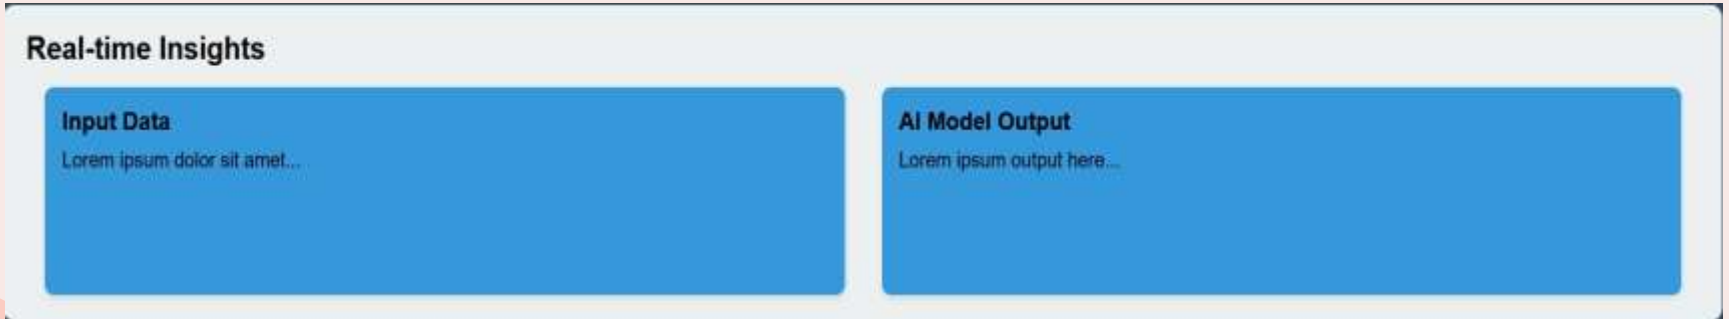 Real-time Insights
Input Data
Lorem ipsum dolor sit amet...
AI Model Output
Lorem ipsum output here...